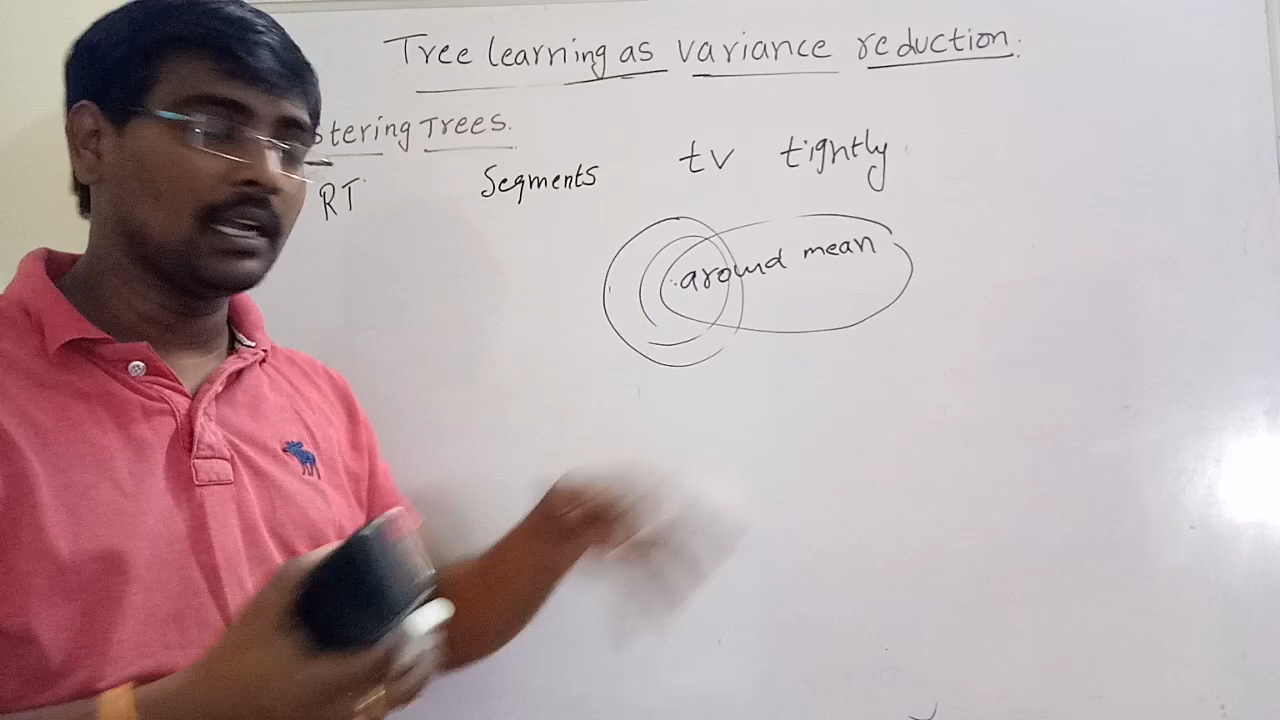 Tree learning as variance reduction.
stering Trees.
RT
Segments
tv tightly
around mean